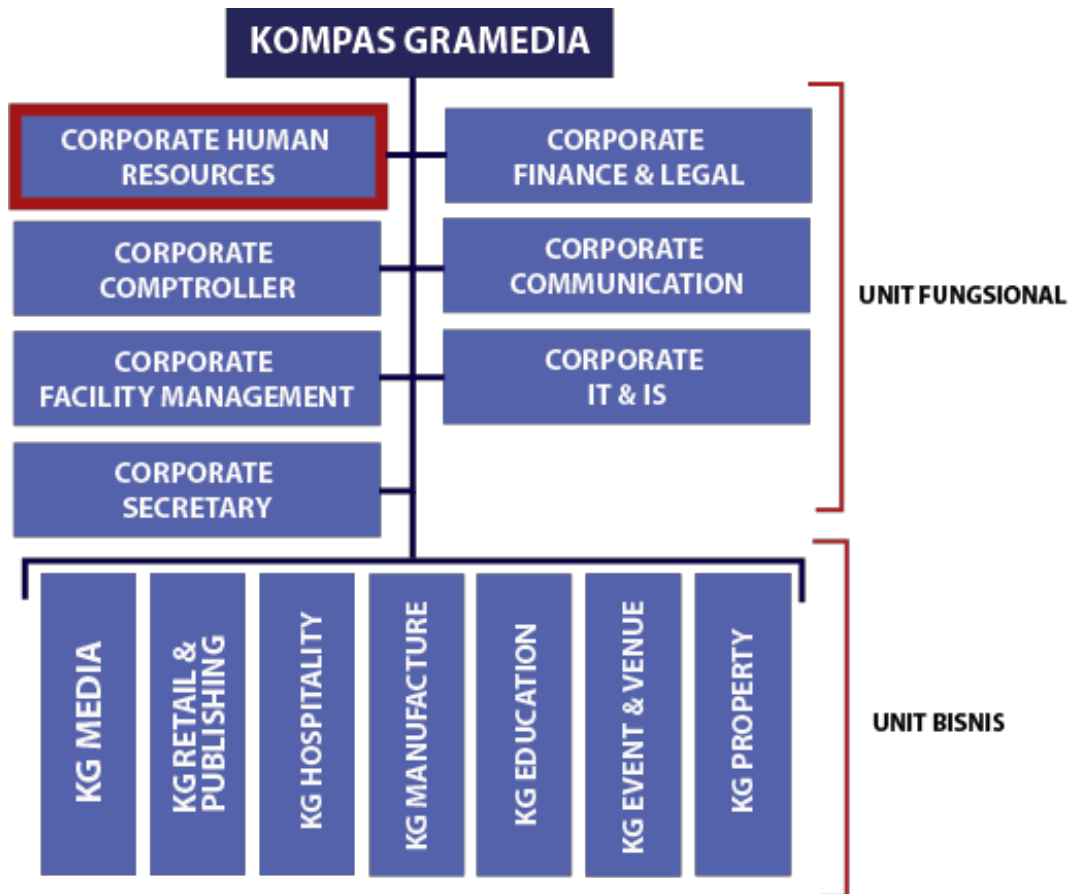 KOMPAS GRAMEDIA
CORPORATE HUMAN
RESOURCES
CORPORATE
FINANCE & LEGAL
CORPORATE
COMPTROLLER
CORPORATE
COMMUNICATION
CORPORATE
FACILITY MANAGEMENT
CORPORATE
IT & IS
CORPORATE
SECRETARY
UNIT FUNGSIONAL
KG MEDIA
KG RETAIL &
PUBLISHING
KG HOSPITALITY
KG MANUFACTURE
KG EDUCATION
KG EVENT & VENUE
KG PROPERTY
UNIT BISNIS